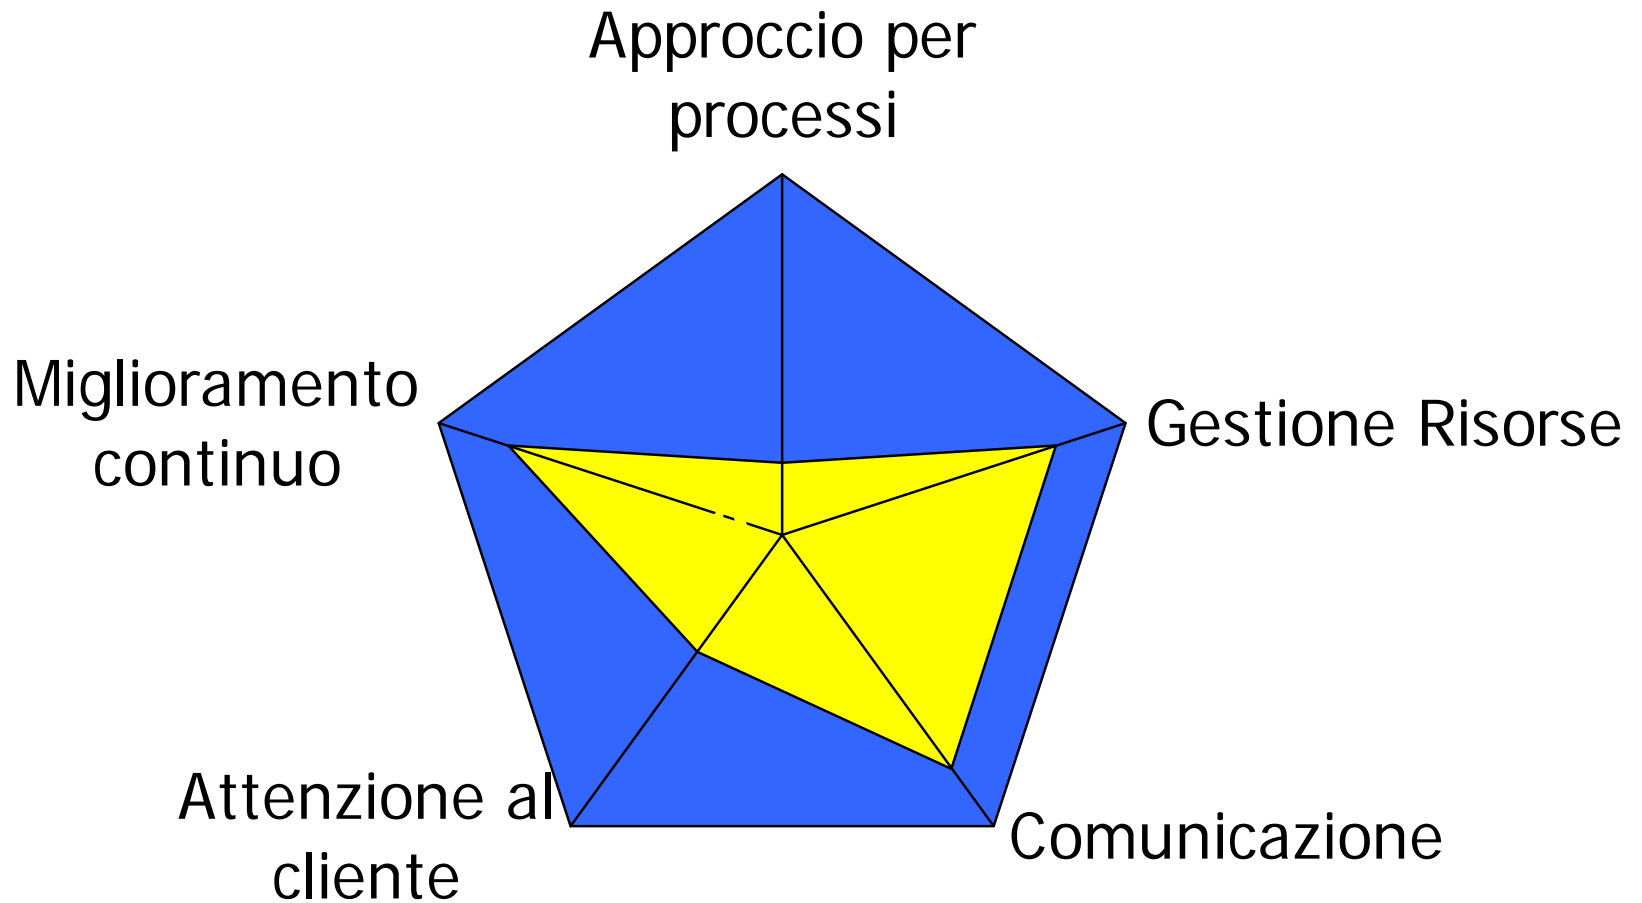 Approccio per
processi
Miglioramento
continuo
Gestione Risorse
Attenzione al
cliente
Comunicazione